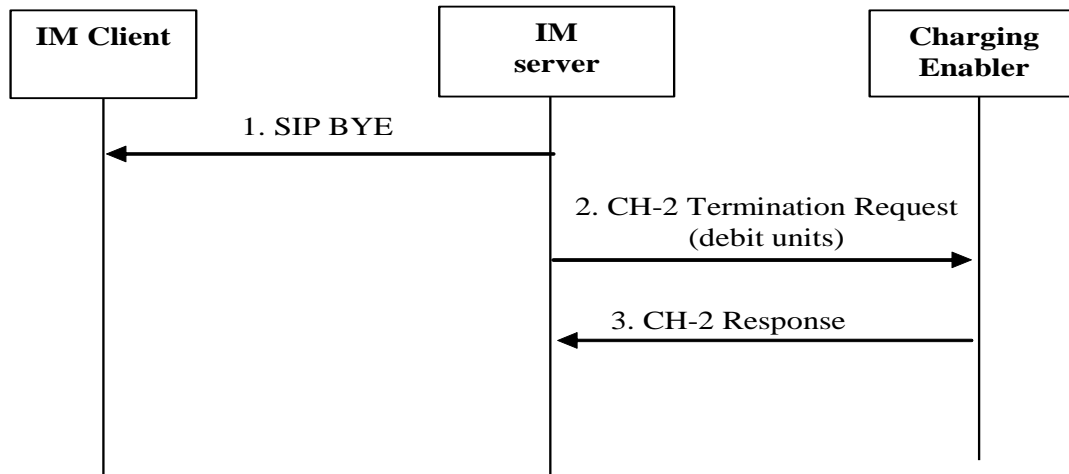 IM Client
IM
server
Charging
Enabler
1. SIP BYE
2. CH-2 Termination Request
(debit units)
3. CH-2 Response